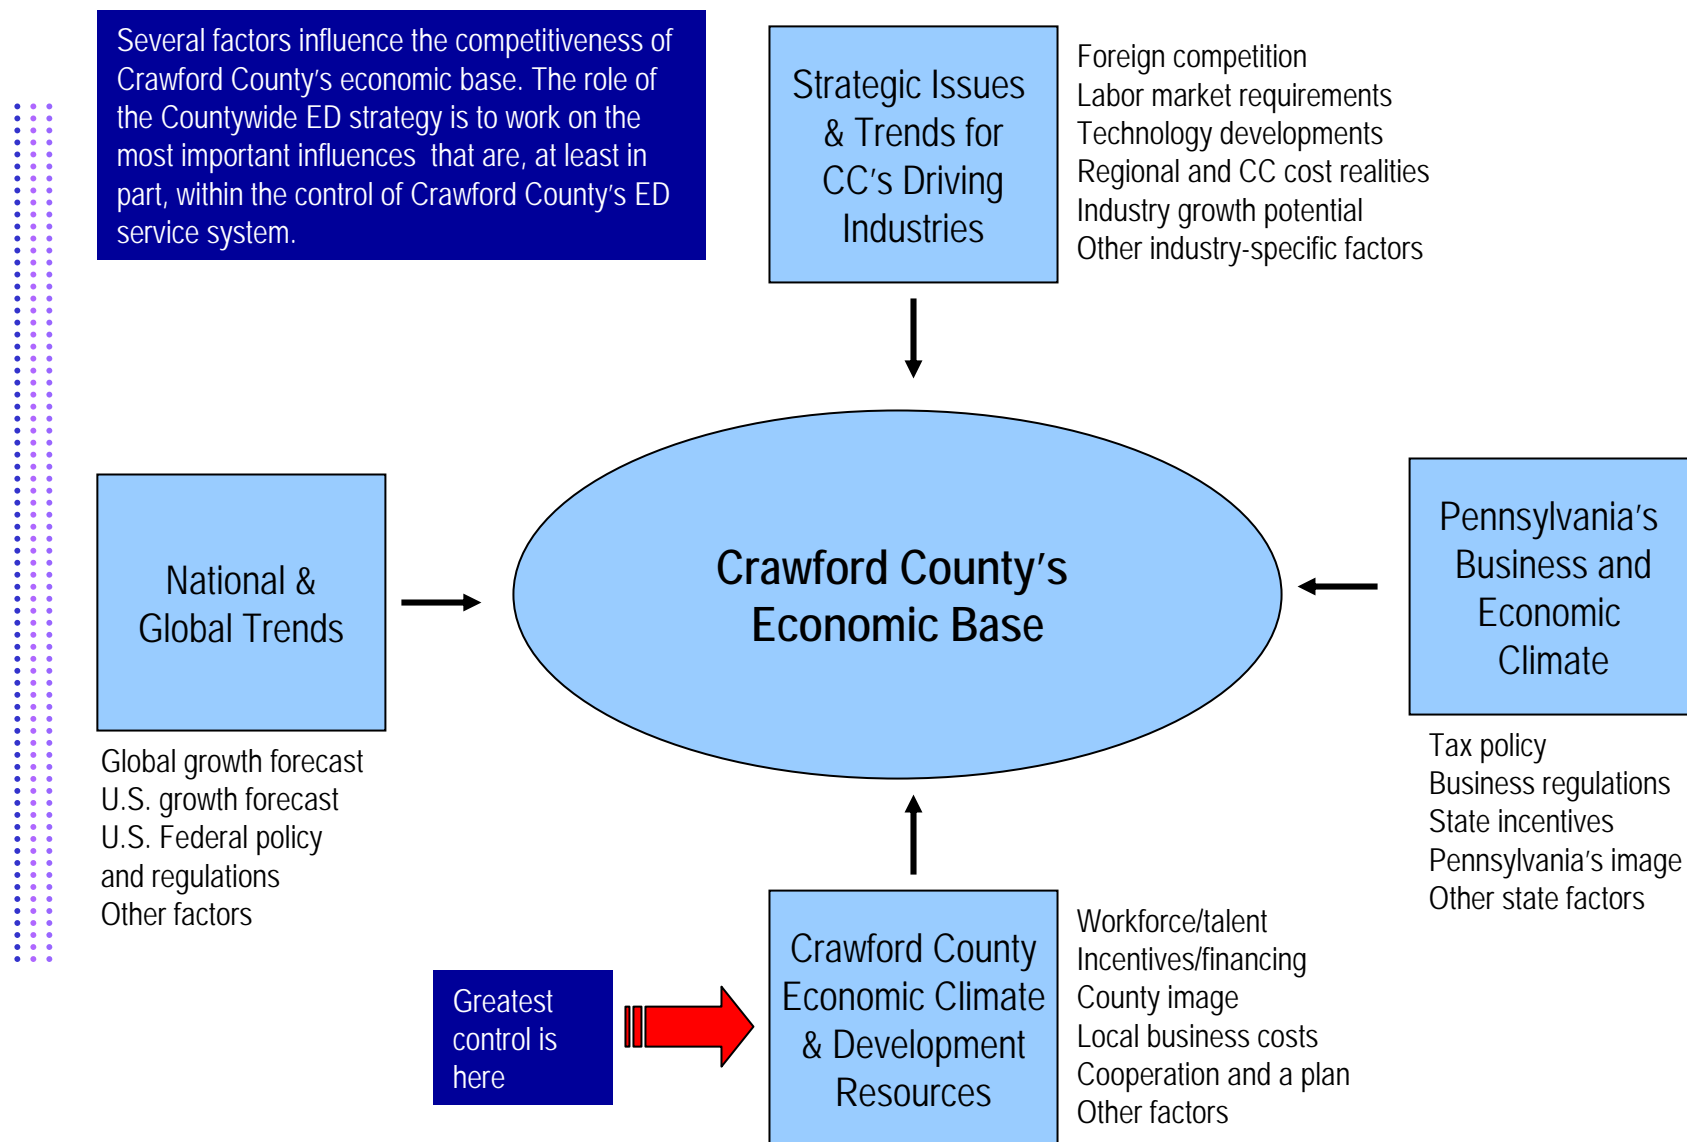 Several factors influence the competitiveness of
Crawford County's economic base. The role of
the Countywide ED strategy is to work on the
most important influences that are, at least in
part, within the control of Crawford County's ED
service system.
Strategic Issues
& Trends for
CC's Driving
Industries
Foreign competition
Labor market requirements
Technology developments
Regional and CC cost realities
Industry growth potential
Other industry-specific factors
National &
Global Trends
Global growth forecast
U.S. growth forecast
U.S. Federal policy
and regulations
Other factors
Crawford County's
Economic Base
Pennsylvania's
Business and
Economic
Climate
Tax policy
Business regulations
State incentives
Pennsylvania's image
Other state factors
Greatest
control is
here
Crawford County
Economic Climate
& Development
Resources
Workforce/talent
Incentives/financing
County image
Local business costs
Cooperation and a plan
Other factors